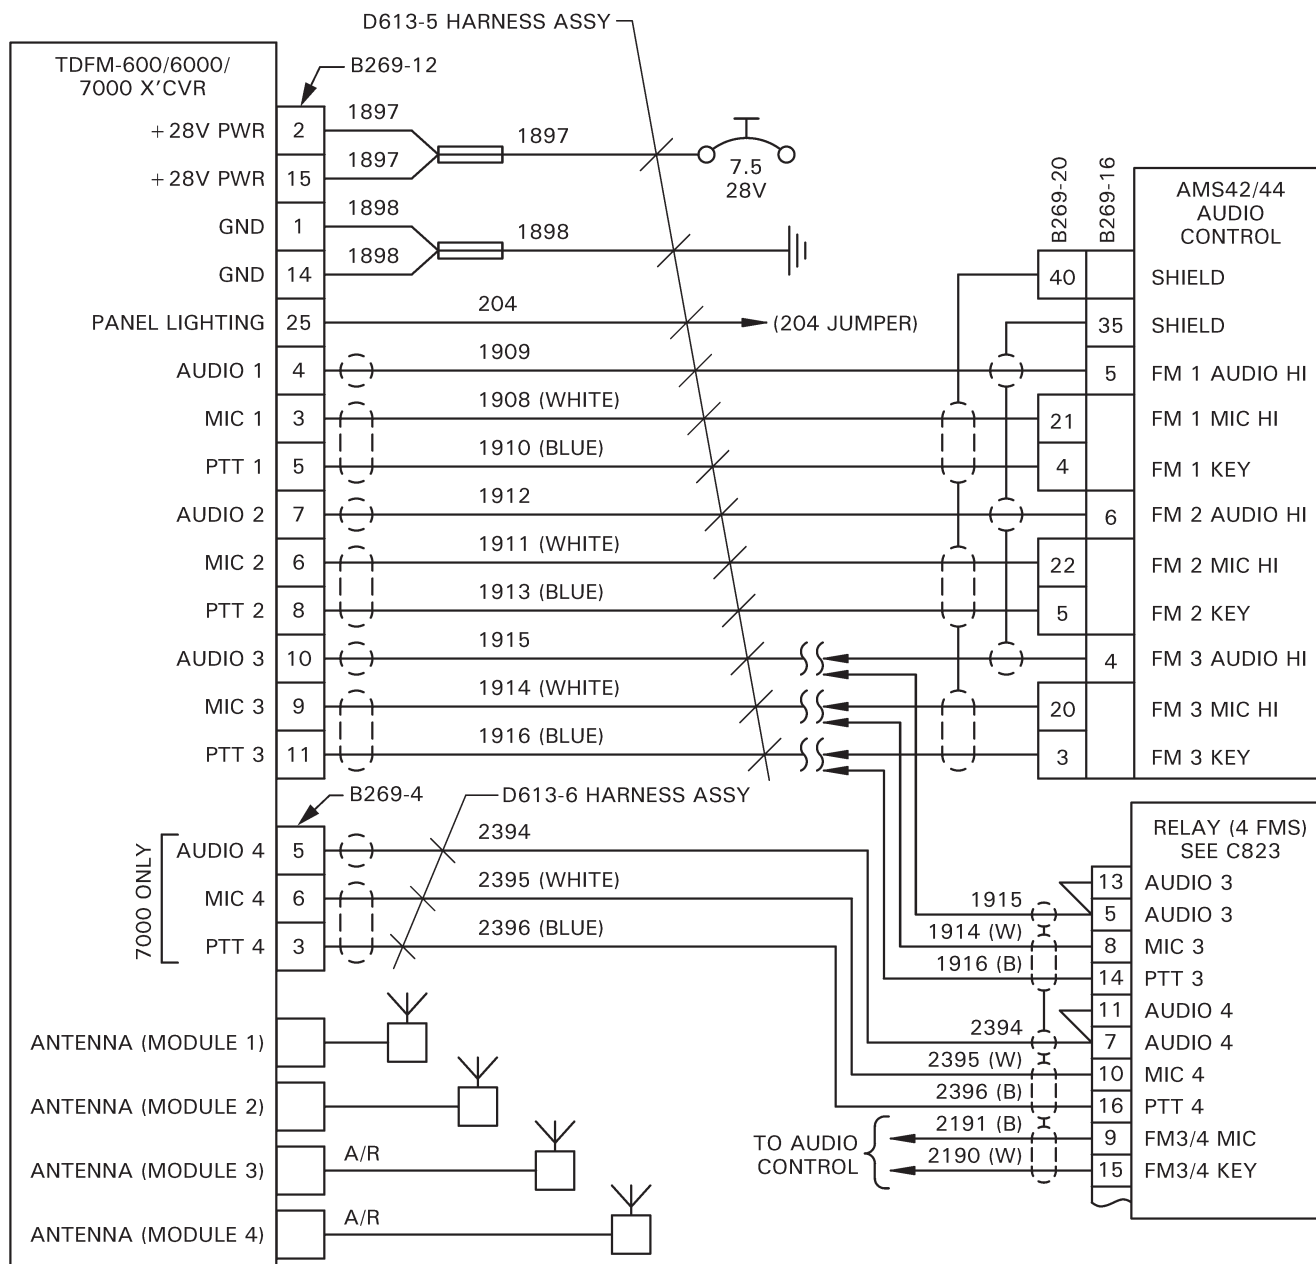 D613-5 HARNESS ASSY
TDFM-600/6000/
7000 X'CVR
B269-12
+28V PWR 2 1897
1897
+28V PWR 15 1897
7.5
28V
GND 1 1898
1898
GND 14 1898
PANEL LIGHTING 25 204 (204 JUMPER)
AUDIO 1 4 1909
MIC 1 3 1908 (WHITE)
PTT 1 5 1910 (BLUE)
AUDIO 2 7 1912
MIC 2 6 1911 (WHITE)
PTT 2 8 1913 (BLUE)
AUDIO 3 10 1915
MIC 3 9 1914 (WHITE)
PTT 3 11 1916 (BLUE)
B269-20
B269-16
AMS42/44
AUDIO
CONTROL
40 SHIELD
35 SHIELD
5 FM 1 AUDIO HI
21 FM 1 MIC HI
4 FM 1 KEY
6 FM 2 AUDIO HI
22 FM 2 MIC HI
5 FM 2 KEY
4 FM 3 AUDIO HI
20 FM 3 MIC HI
3 FM 3 KEY
B269-4
D613-6 HARNESS ASSY
7000 ONLY
AUDIO 4 5 2394
MIC 4 6 2395 (WHITE)
PTT 4 3 2396 (BLUE)
RELAY (4 FMS)
SEE C823
13 AUDIO 3
1915 5 AUDIO 3
1914 (W) 8 MIC 3
1916 (B) 14 PTT 3
11 AUDIO 4
2394 7 AUDIO 4
2395 (W) 10 MIC 4
2396 (B) 16 PTT 4
2191 (B) 9 FM3/4 MIC
2190 (W) 15 FM3/4 KEY
TO AUDIO
CONTROL
ANTENNA (MODULE 1)
ANTENNA (MODULE 2)
ANTENNA (MODULE 3) A/R
ANTENNA (MODULE 4) A/R